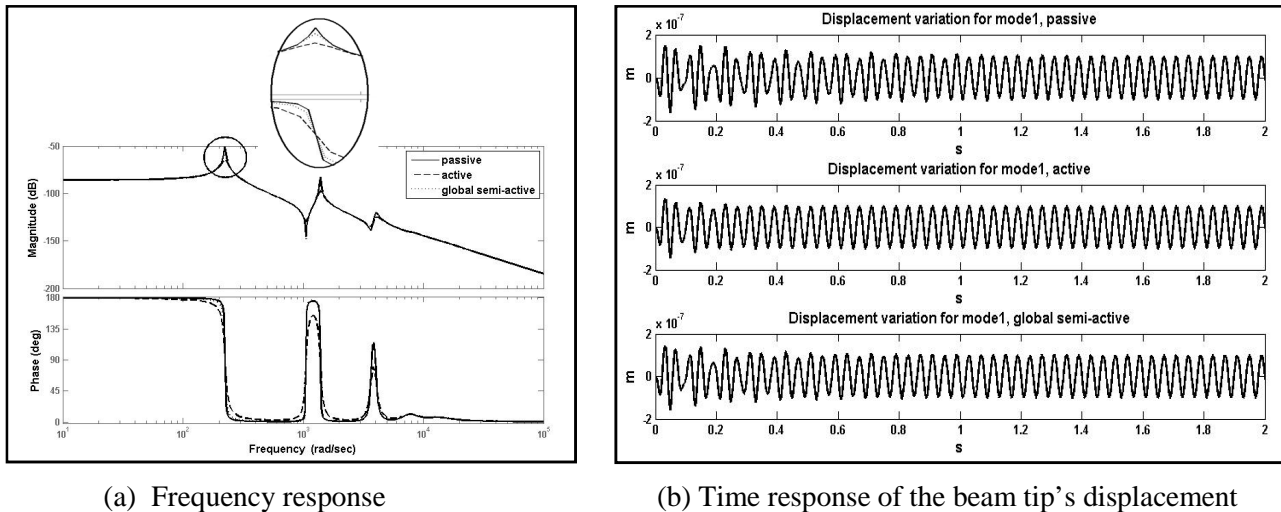 -50
-100
-150
-200
Magnitude (dB)
passive
active
global semi-active
180
135
90
45
0
Phase (deg)
10^1
10^2
10^3
10^4
10^5
Frequency (rad/sec)
(a) Frequency response
x 10^-7
Displacement variation for mode1, passive
2
0
-2
m
0 0.2 0.4 0.6 0.8 1 1.2 1.4 1.6 1.8 2
s
x 10^-7
Displacement variation for mode1, active
2
0
-2
m
0 0.2 0.4 0.6 0.8 1 1.2 1.4 1.6 1.8 2
s
x 10^-7
Displacement variation for mode1, global semi-active
2
0
-2
m
0 0.2 0.4 0.6 0.8 1 1.2 1.4 1.6 1.8 2
s
(b) Time response of the beam tip's displacement